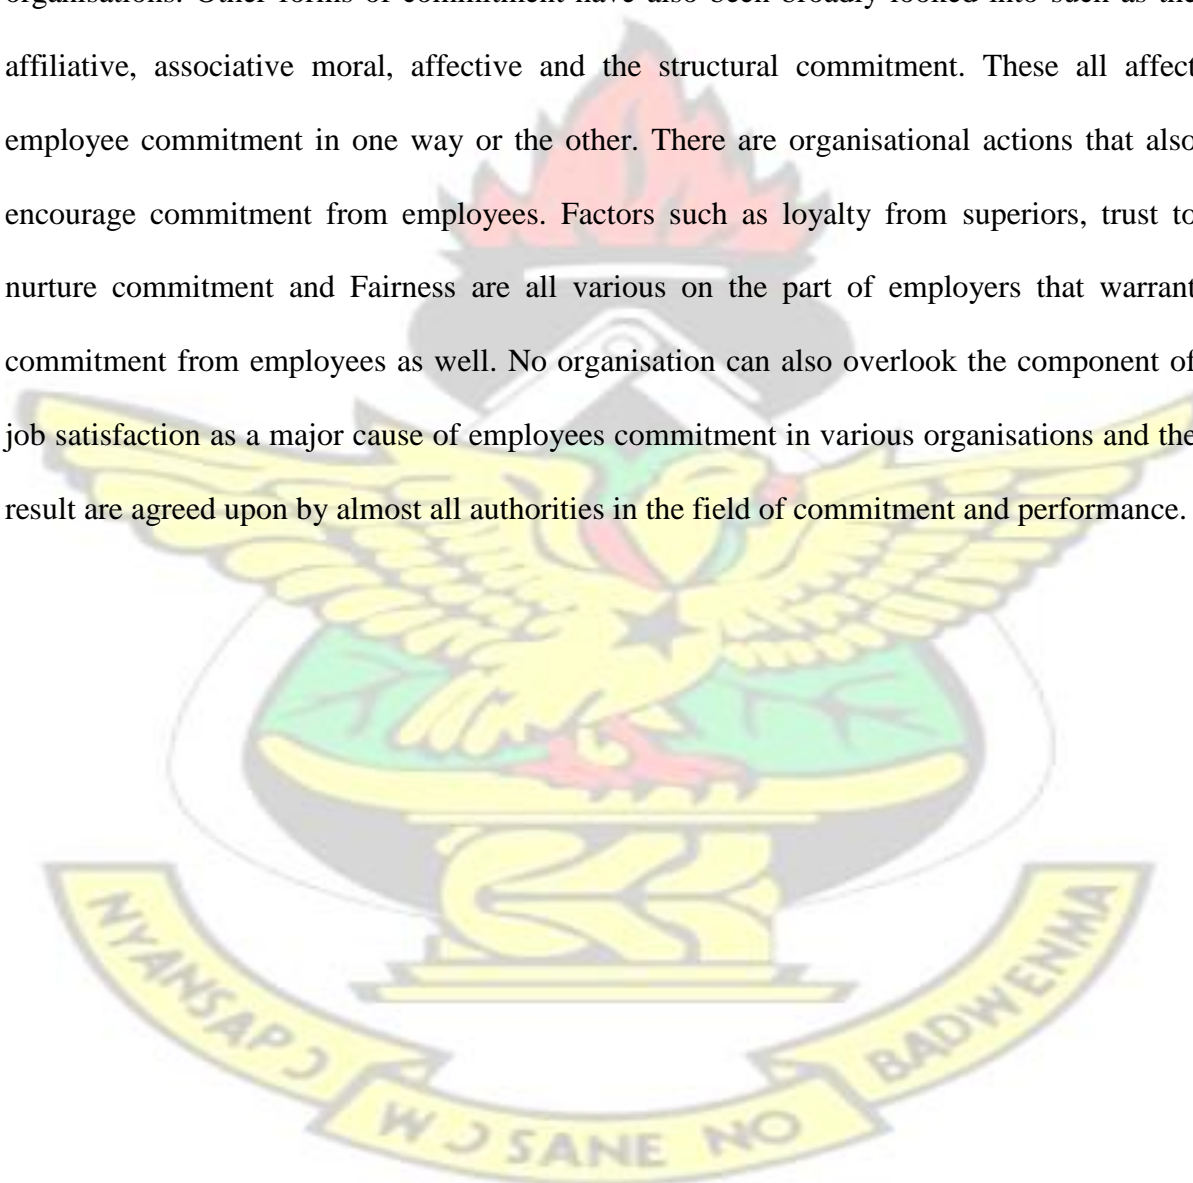 organisations. Other forms of commitment have also been broadly looked into such as the
affiliative, associative moral, affective and the structural commitment. These all affect
employee commitment in one way or the other. There are organisational actions that also
encourage commitment from employees. Factors such as loyalty from superiors, trust to
nurture commitment and Fairness are all various on the part of employers that warrant
commitment from employees as well. No organisation can also overlook the component of
job satisfaction as a major cause of employees commitment in various organisations and the
result are agreed upon by almost all authorities in the field of commitment and performance.
NYANSAPƆ
WƆSANE NO
BADWENMA